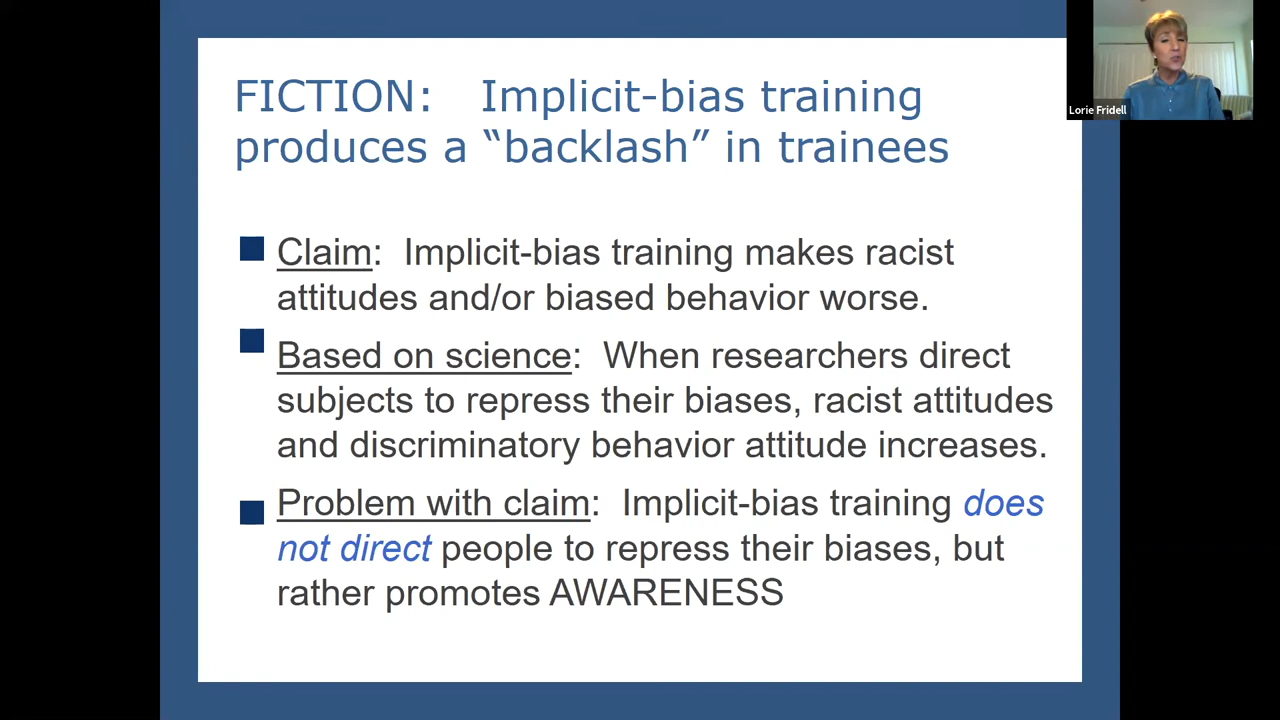 FICTION: Implicit-bias training
produces a “backlash” in trainees
Claim: Implicit-bias training makes racist
attitudes and/or biased behavior worse.
Based on science: When researchers direct
subjects to repress their biases, racist attitudes
and discriminatory behavior attitude increases.
Problem with claim: Implicit-bias training does
not direct people to repress their biases, but
rather promotes AWARENESS
Lorie Fridell